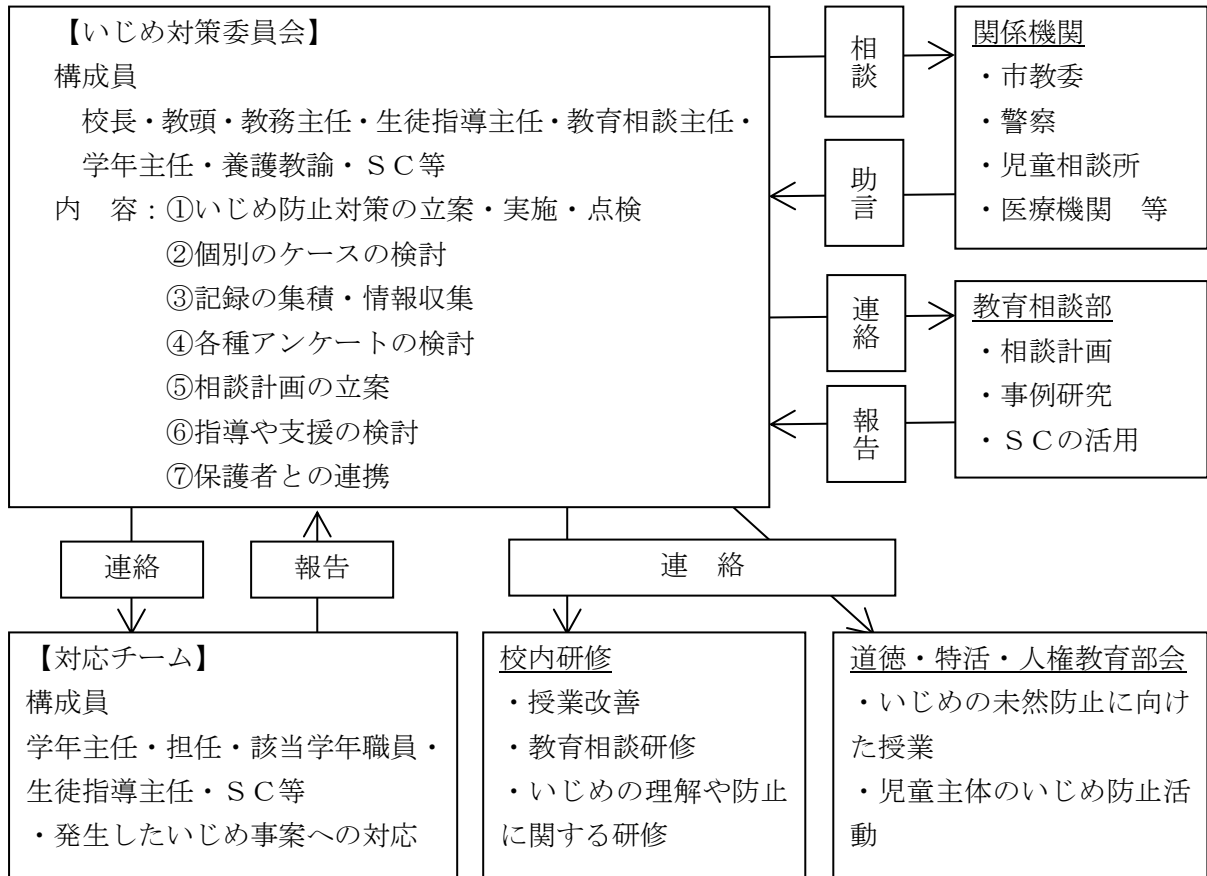 【いじめ対策委員会】
構成員
校長・教頭・教務主任・生徒指導主任・教育相談主任・
学年主任・養護教諭・ＳＣ等
内　容：①いじめ防止対策の立案・実施・点検
②個別のケースの検討
③記録の集積・情報収集
④各種アンケートの検討
⑤相談計画の立案
⑥指導や支援の検討
⑦保護者との連携
相談
助言
関係機関
・市教委
・警察
・児童相談所
・医療機関　等
連絡
報告
教育相談部
・相談計画
・事例研究
・ＳＣの活用
連絡
報告
連　絡
【対応チーム】
構成員
学年主任・担任・該当学年職員・
生徒指導主任・ＳＣ等
・発生したいじめ事案への対応
校内研修
・授業改善
・教育相談研修
・いじめの理解や防止
に関する研修
道徳・特活・人権教育部会
・いじめの未然防止に向け
た授業
・児童主体のいじめ防止活
動